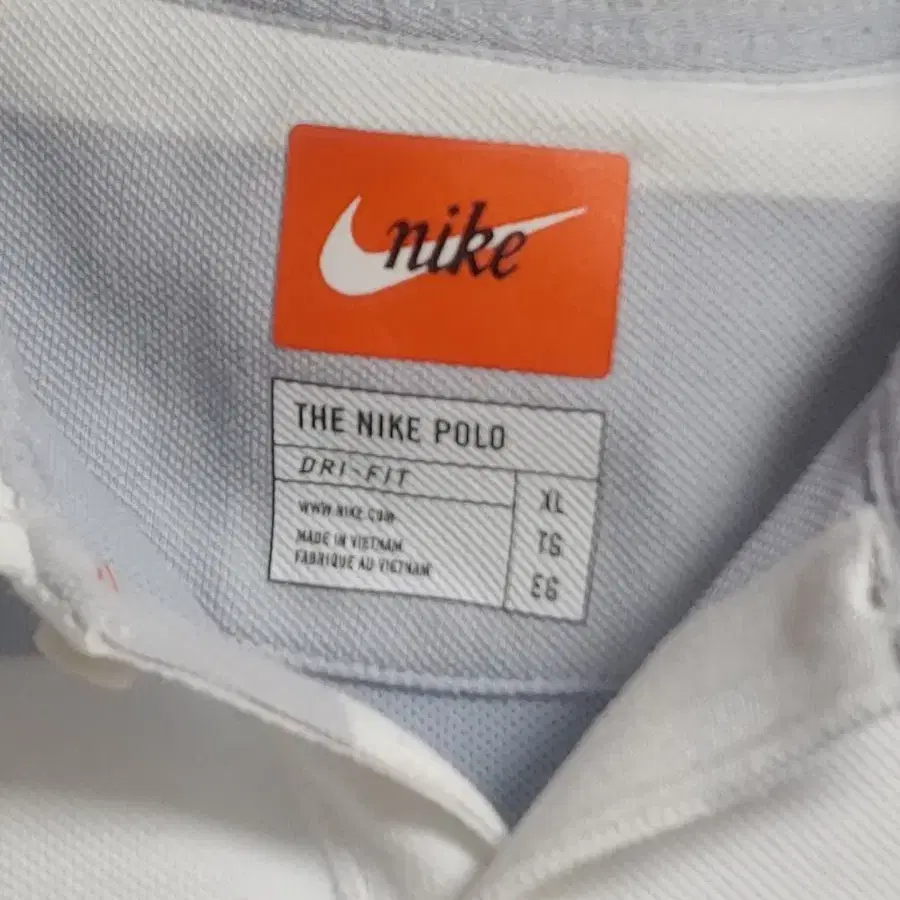 nike
THE NIKE POLO
DRI-FIT
WWW.NIKE.COM
MADE IN VIETNAM
FABRIQUE AU VIETNAM
XL
TG
EG